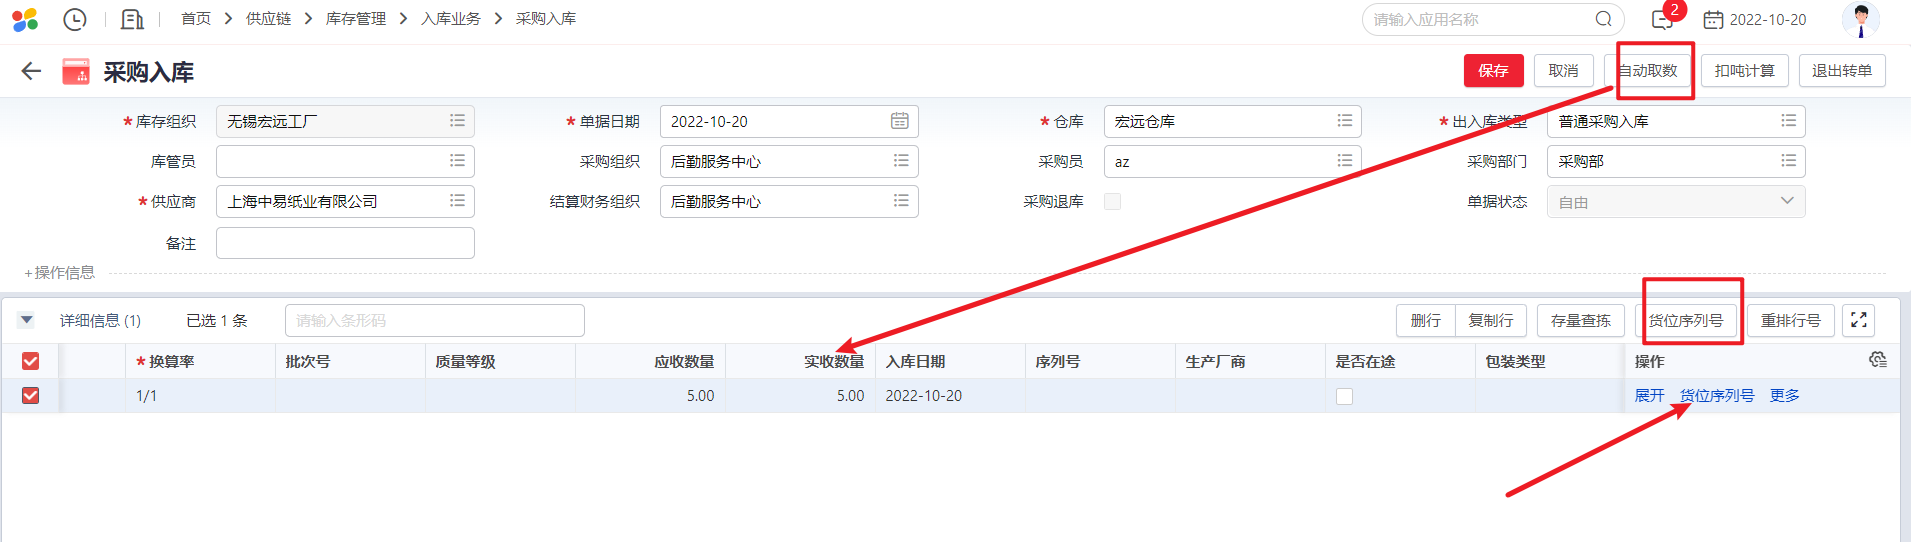 首页 > 供应链 > 库存管理 > 入库业务 > 采购入库 请输入应用名称 2 2022-10-20
采购入库 保存 取消 自动取数 扣吨计算 退出转单
* 库存组织 无锡宏远工厂 * 单据日期 2022-10-20 * 仓库 宏远仓库 * 出入库类型 普通采购入库
库管员 采购组织 后勤服务中心 采购员 az 采购部门 采购部
* 供应商 上海中易纸业有限公司 结算财务组织 后勤服务中心 采购退库 单据状态 自由
备注
+操作信息
详细信息 (1) 已选 1 条 请输入条形码 删行 复制行 存量查拣 货位序列号 重排行号
* 换算率 批次号 质量等级 应收数量 实收数量 入库日期 序列号 生产厂商 是否在途 包装类型 操作
1/1 5.00 5.00 2022-10-20 展开 货位序列号 更多